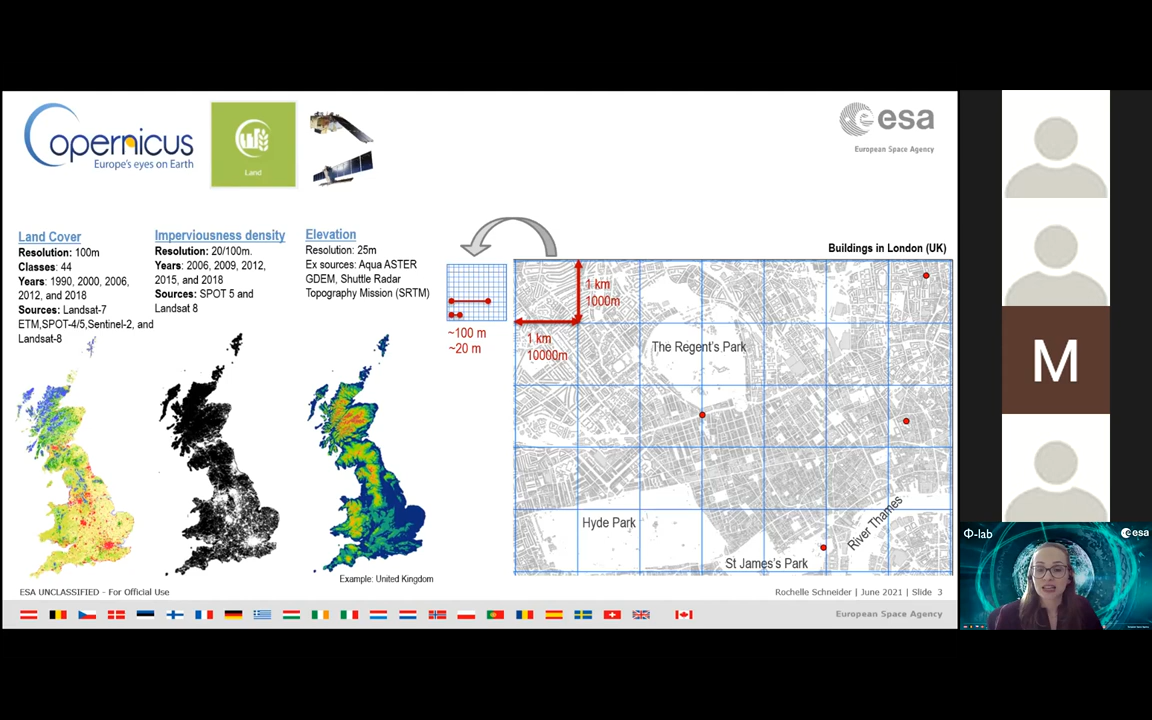 opernicus
Europe's eyes on Earth
Land
esa
European Space Agency
Land Cover
Resolution: 100m
Classes: 44
Years: 1990, 2000, 2006,
2012, and 2018
Sources: Landsat-7
ETM,SPOT-4/5,Sentinel-2, and
Landsat-8
Imperviousness density
Resolution: 20/100m.
Years: 2006, 2009, 2012,
2015, and 2018
Sources: SPOT 5 and
Landsat 8
Elevation
Resolution: 25m
Ex sources: Aqua ASTER
GDEM, Shuttle Radar
Topography Mission (SRTM)
Example: United Kingdom
~100 m
~20 m
Buildings in London (UK)
1 km
1000m
1 km
10000m
The Regent's Park
Hyde Park
St James's Park
River Thames
ESA UNCLASSIFIED - For Official Use
Rochelle Schneider | June 2021 | Slide 3
European Space Agency
M
Φ-lab
esa